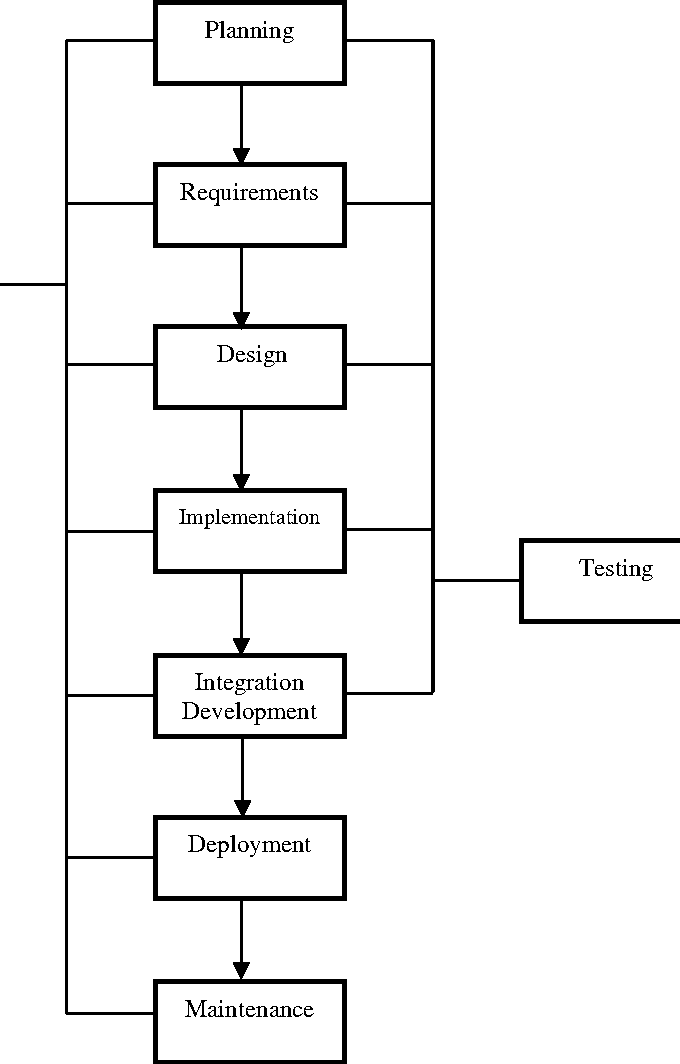 Planning
Requirements
Design
Implementation
Testing
Integration
Development
Deployment
Maintenance